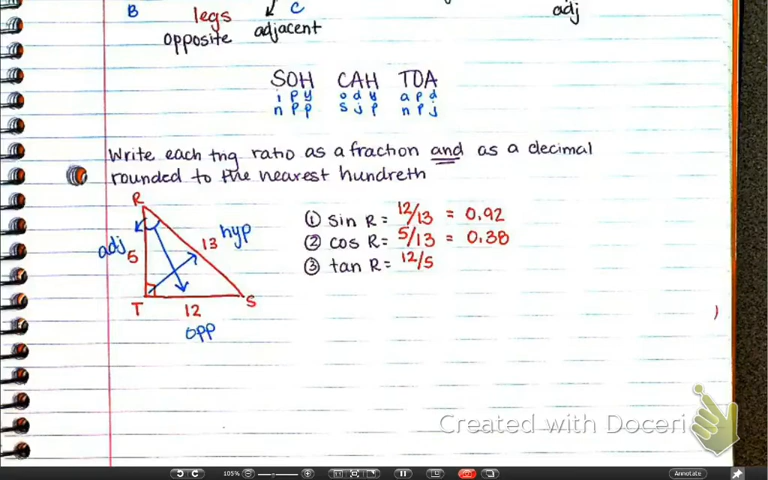 B legs C adj
opposite adjacent
SOH CAH TOA
i p y o d y a p d
n p p s j p n p j
Write each trig ratio as a fraction and as a decimal
rounded to the nearest hundreth
R
① sin R = 12/13 = 0.92
adj 5 13 hyp ② cos R = 5/13 = 0.38
③ tan R = 12/5
T 12 S
opp
Created with Doceri
105%
Annotate